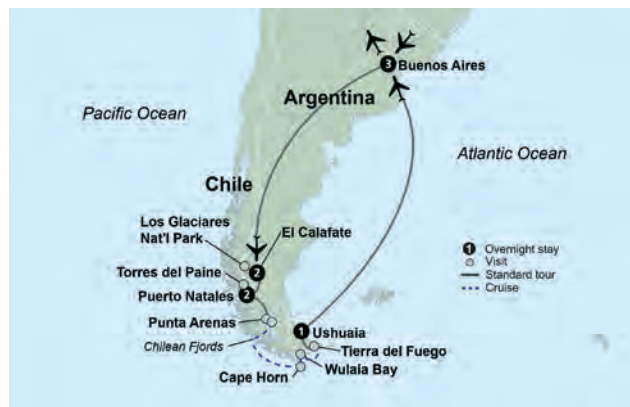 3
Buenos Aires
Argentina
Pacific Ocean
Atlantic Ocean
Chile
Los Glaciares
Nat'l Park
El Calafate
2
Torres del Paine
2
Puerto Natales
Punta Arenas
Chilean Fjords
1
Ushuaia
Tierra del Fuego
Wulaia Bay
Cape Horn
1 Overnight stay
Visit
Standard tour
Cruise